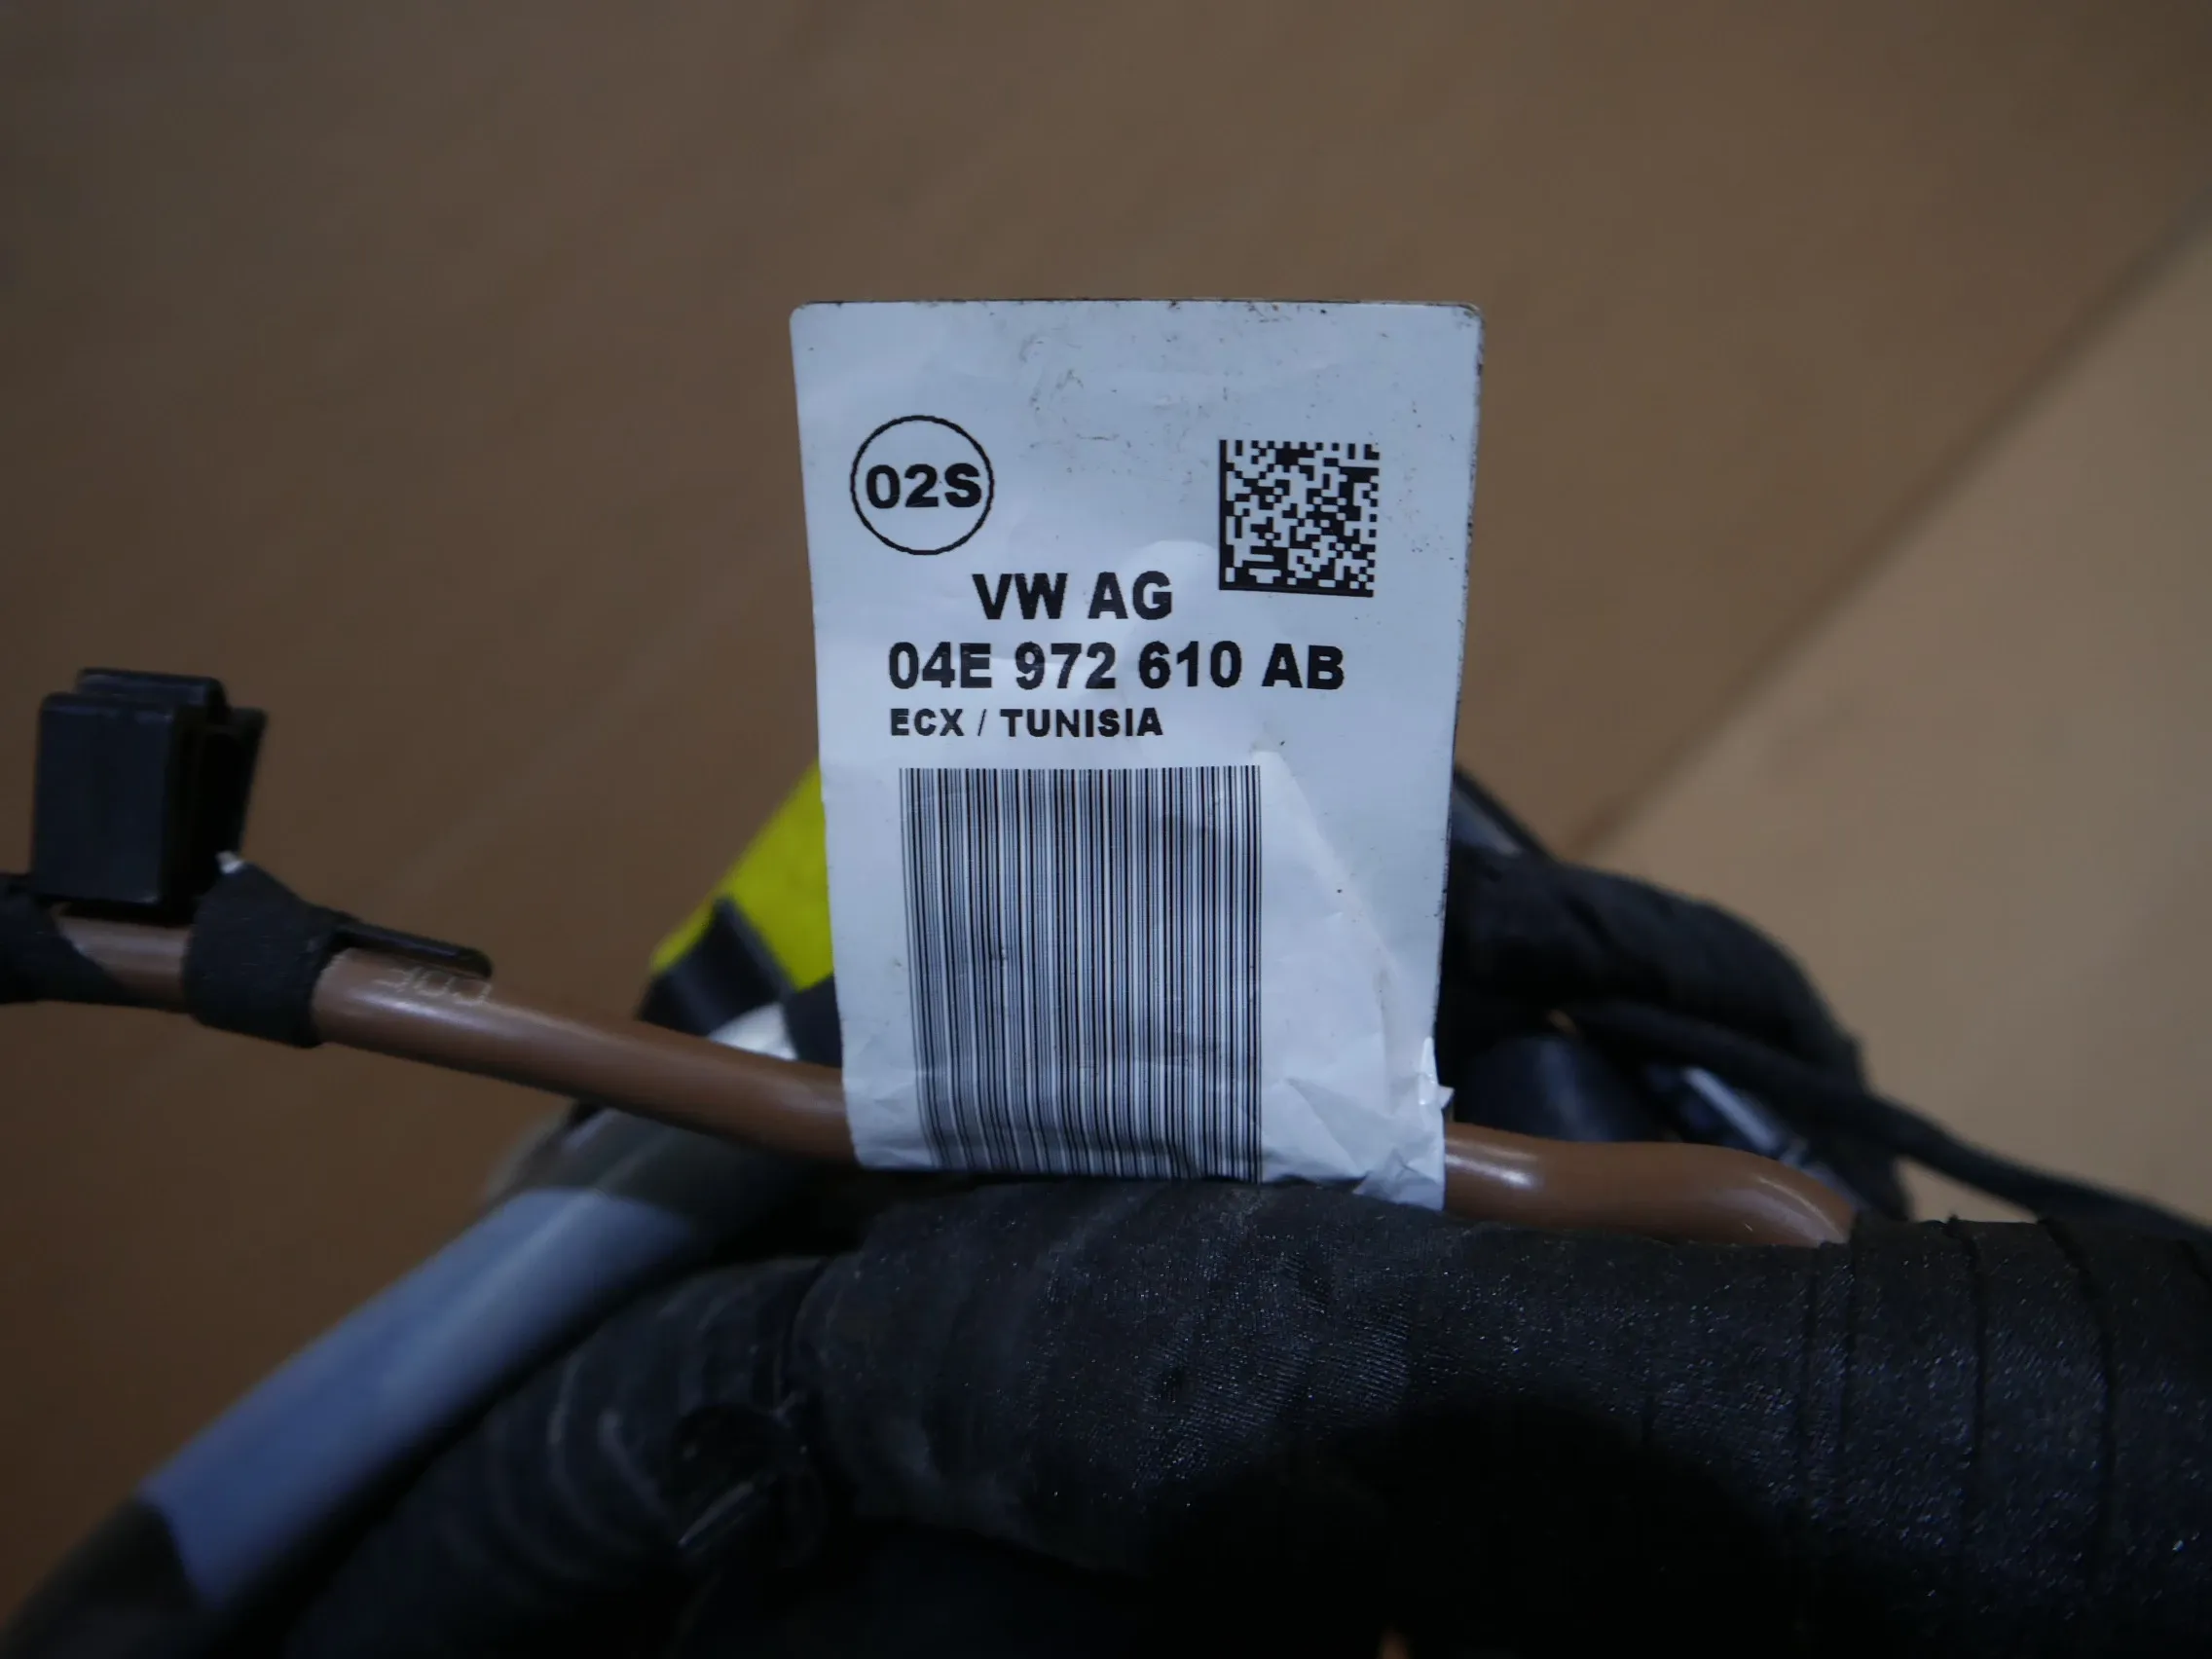 02S
VW AG
04E 972 610 AB
ECX / TUNISIA